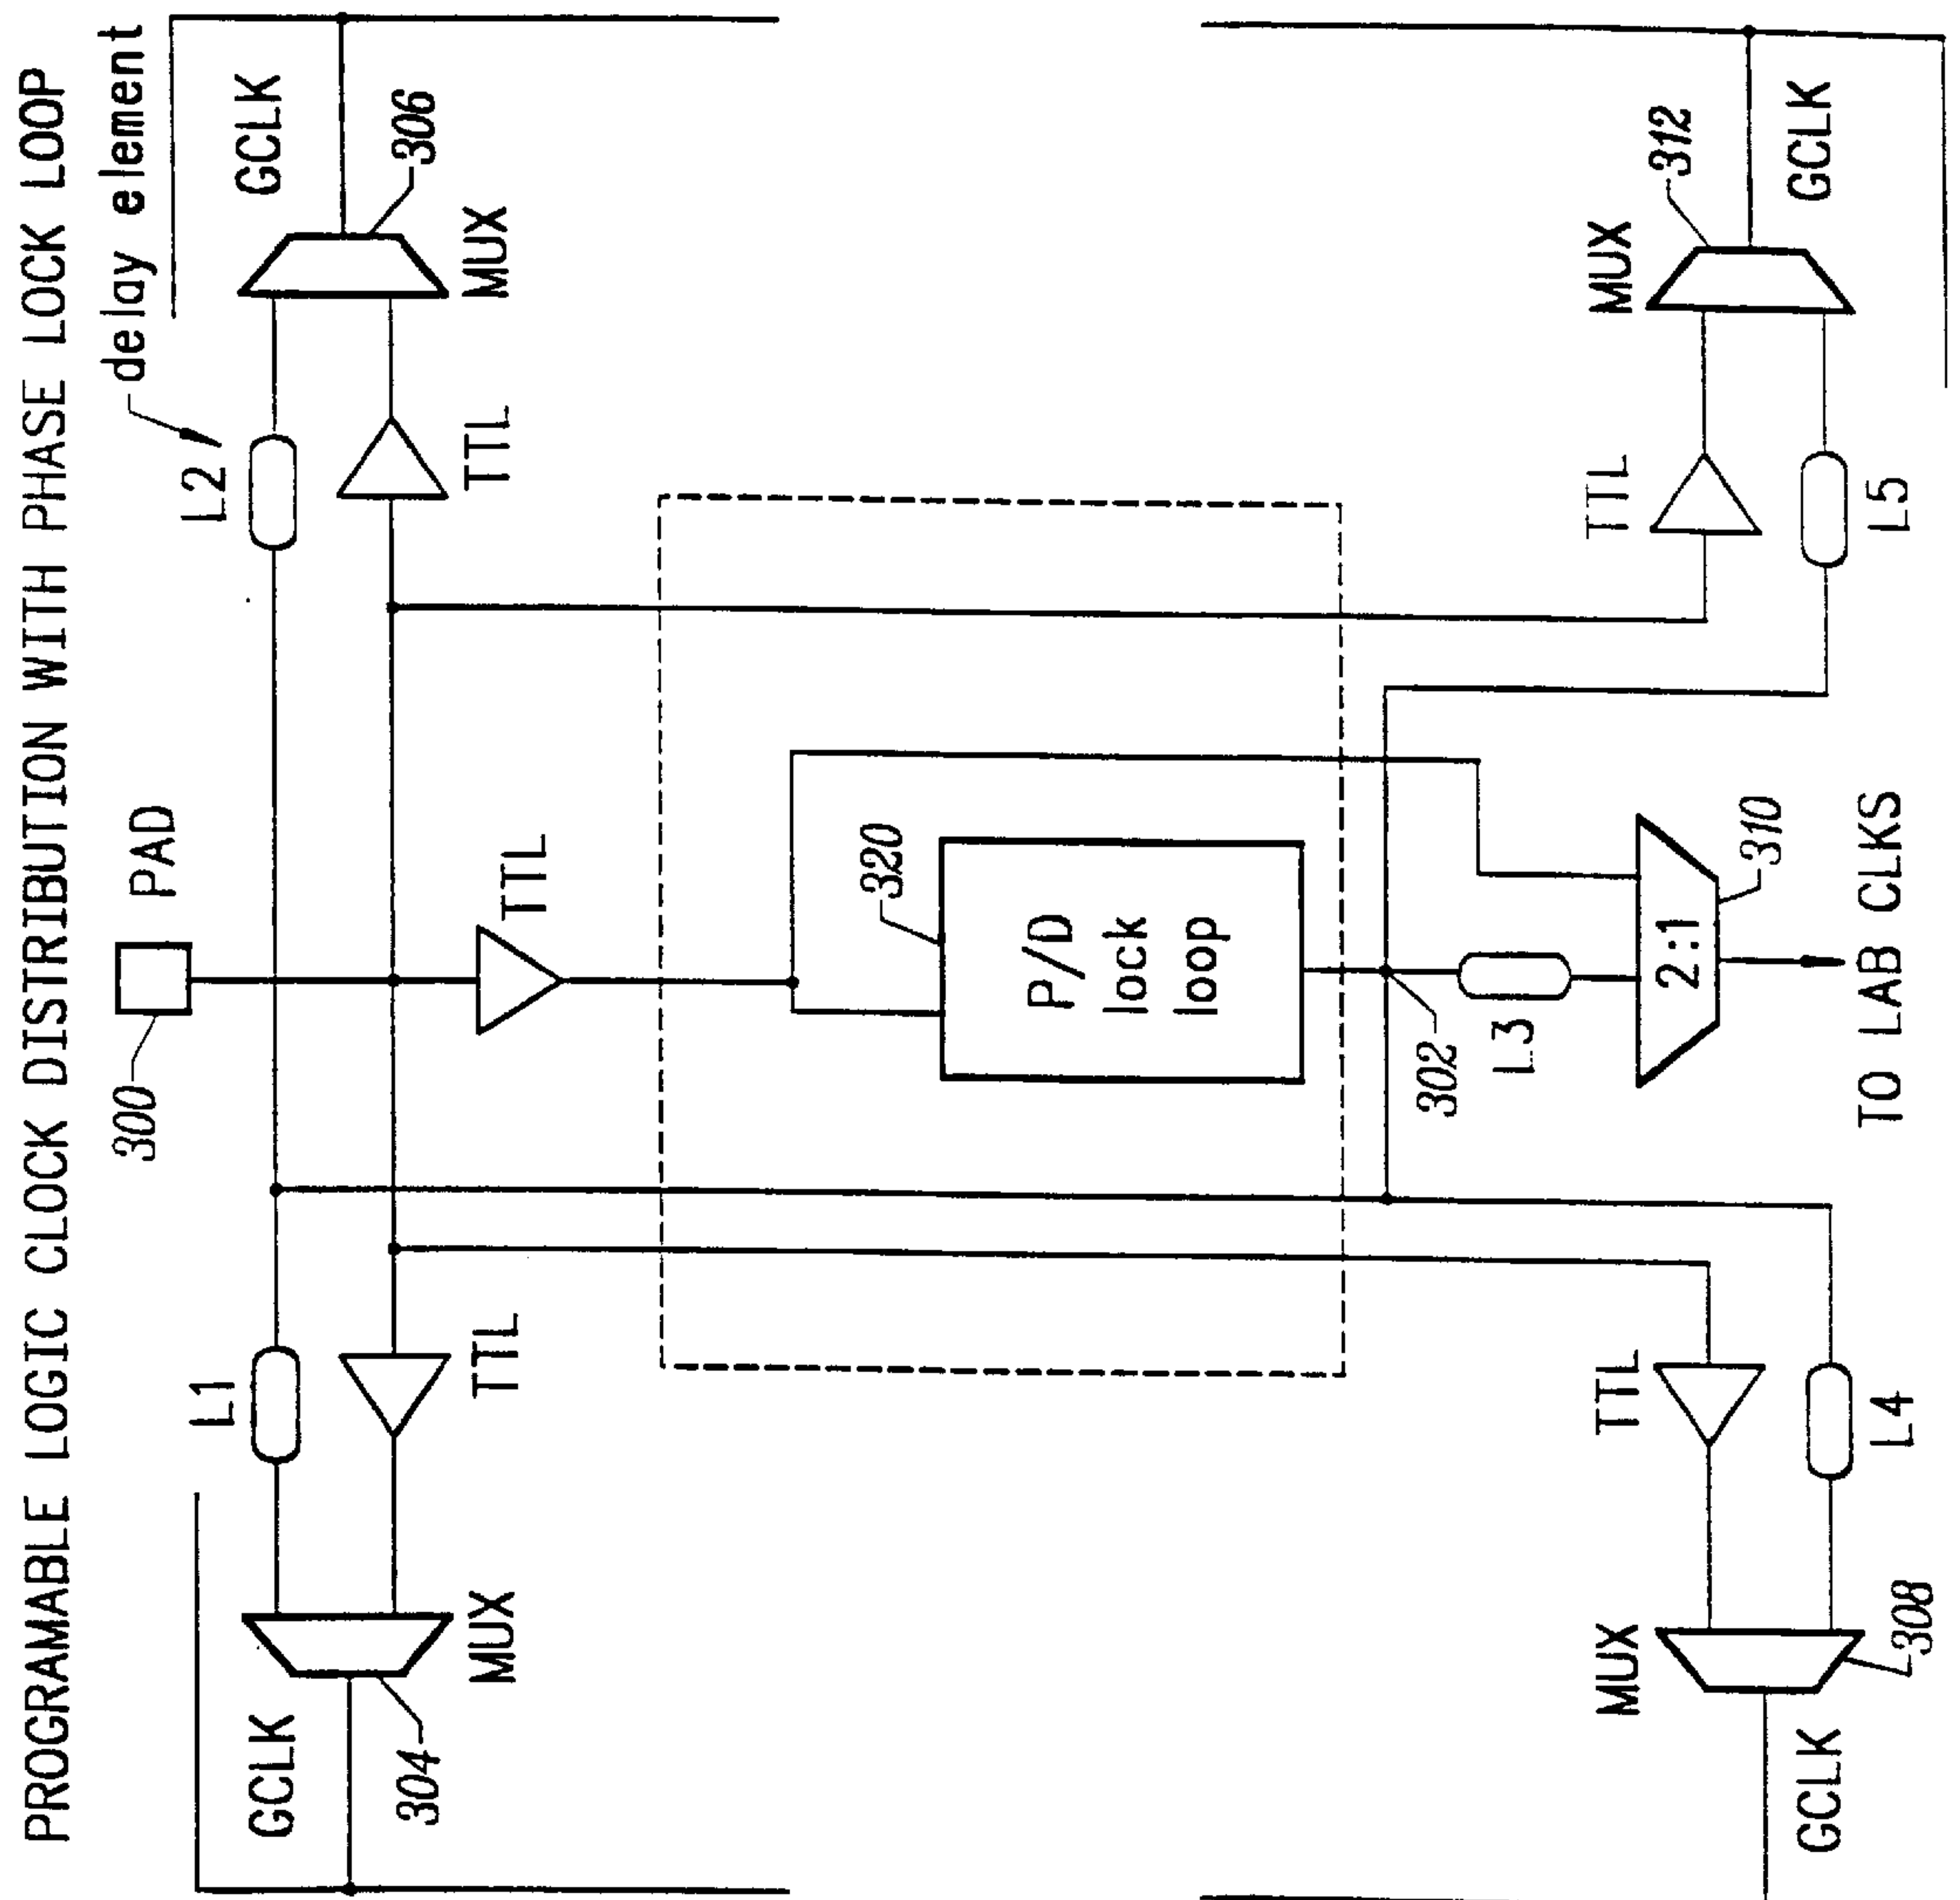 PROGRAMABLE LOGIC CLOCK DISTRIBUTION WITH PHASE LOCK LOOP
300
PAD
delay element
L1
L2
GCLK
GCLK
304
306
MUX
TTL
TTL
TTL
MUX
320
P/D
lock
loop
302
L3
2:1
310
TO LAB CLKS
MUX
TTL
TTL
MUX
312
L4
L5
GCLK
308
GCLK